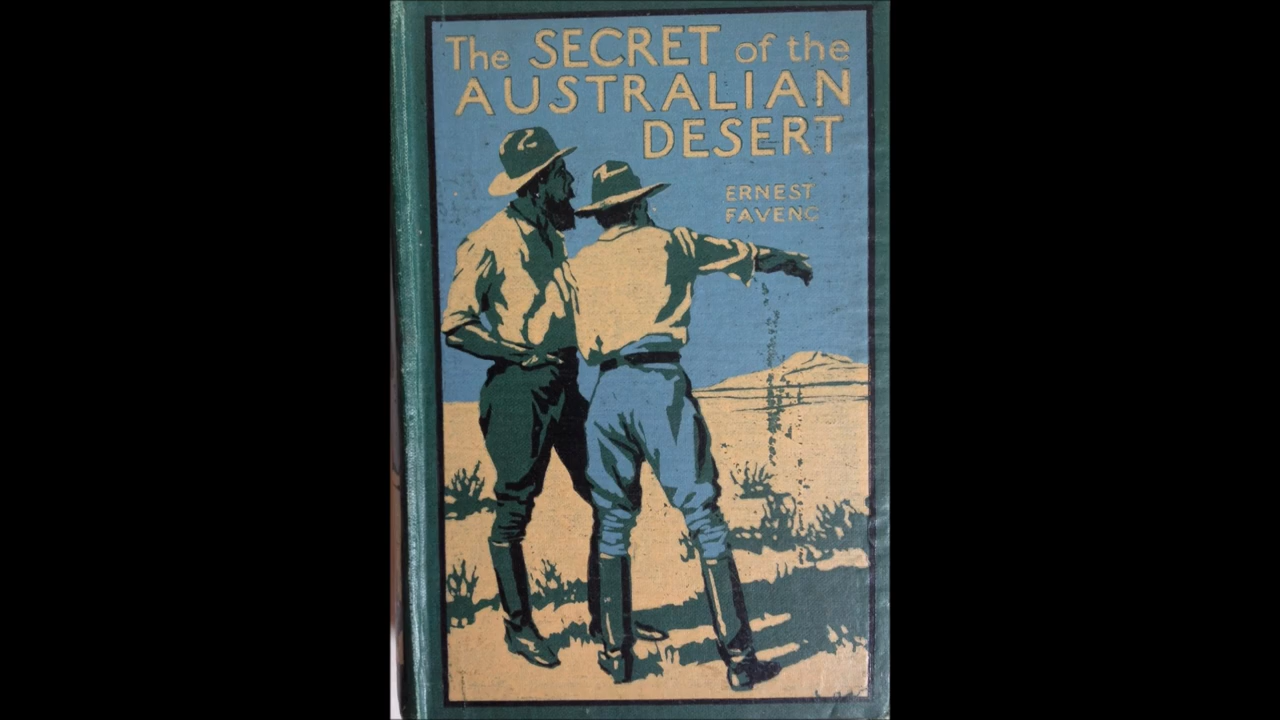 The SECRET of the
AUSTRALIAN
DESERT
ERNEST
FAVENC